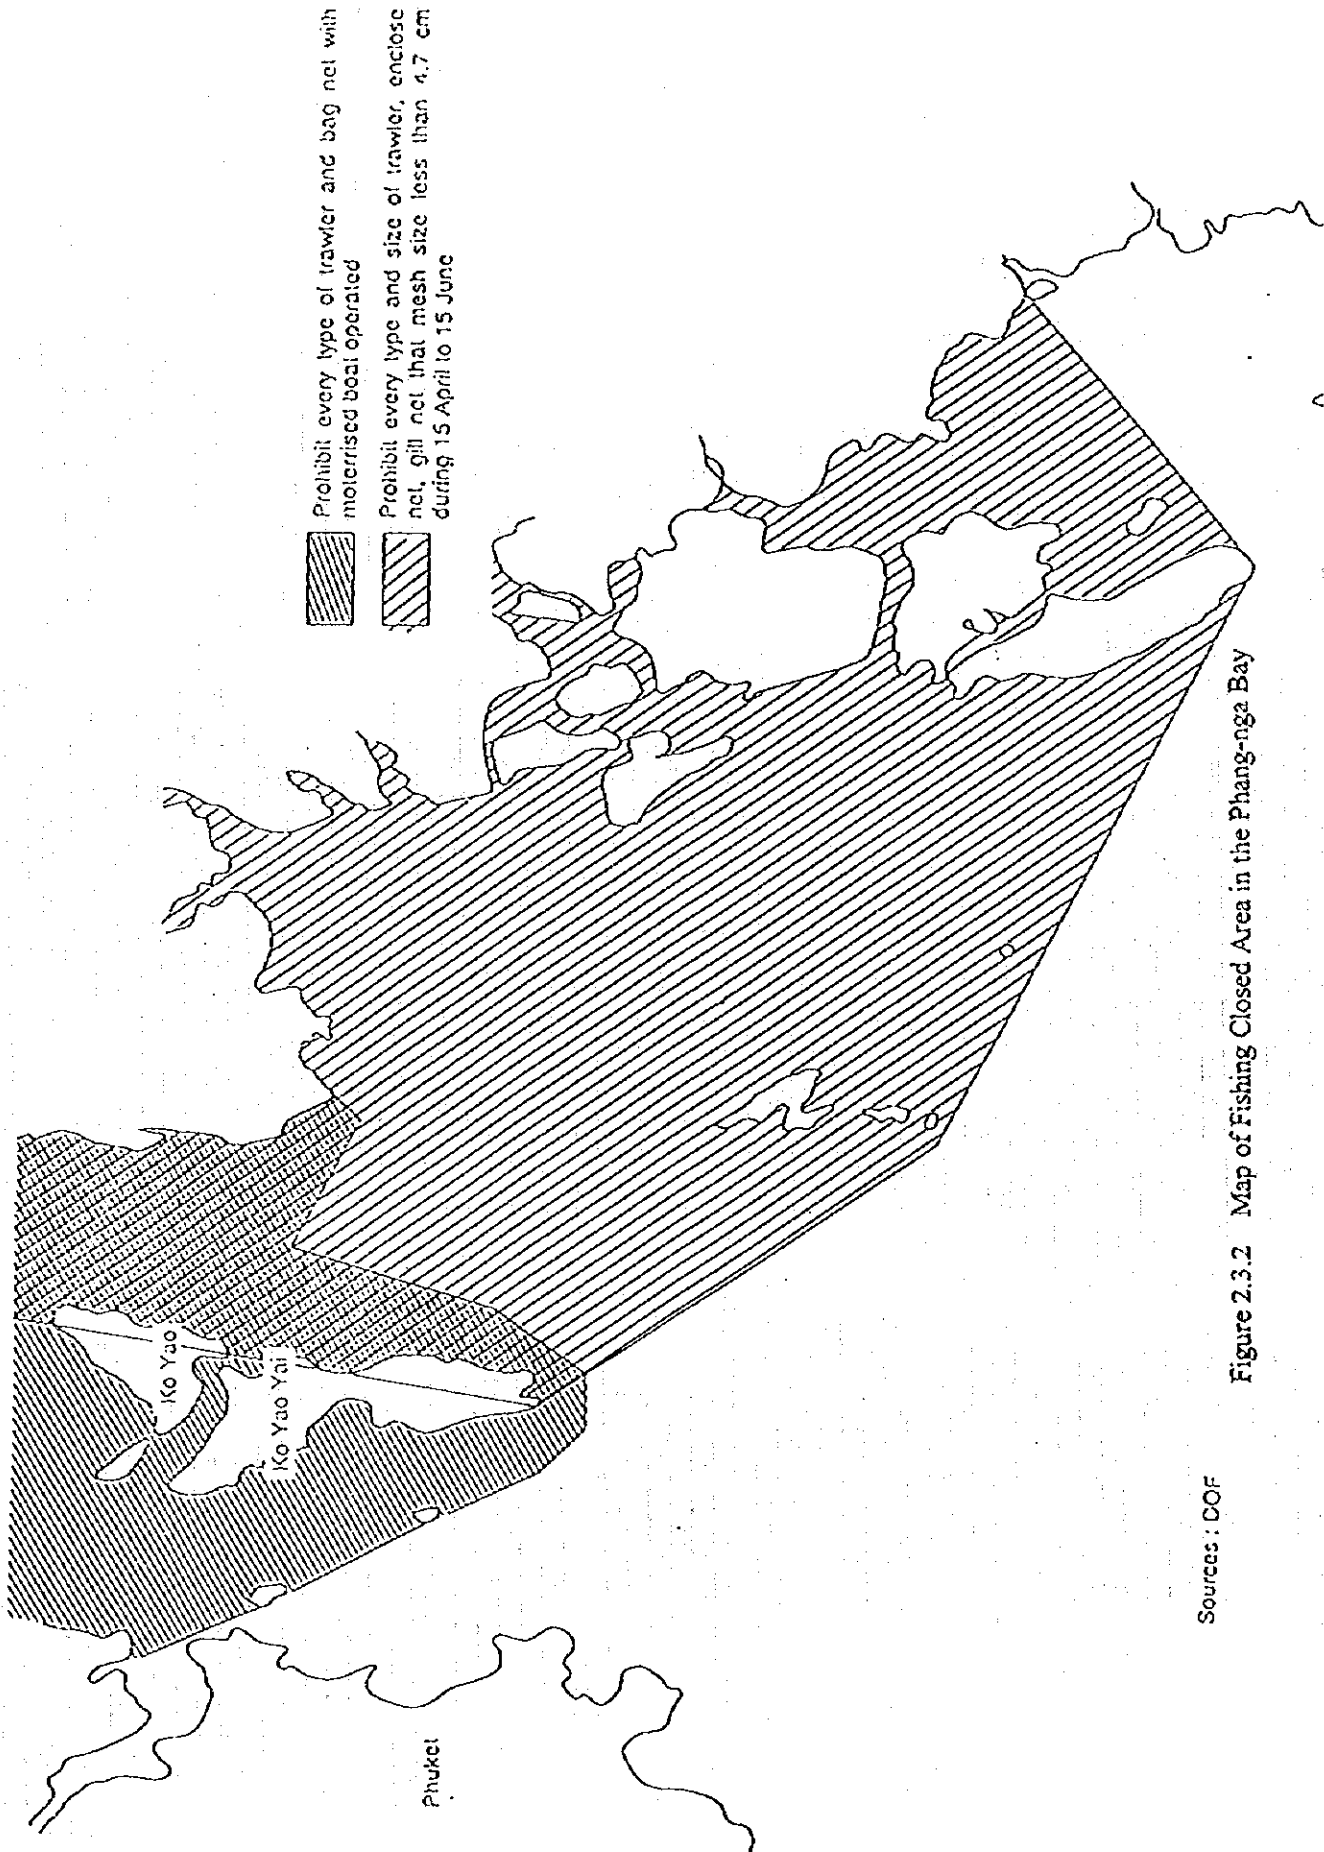 Prohibit every type of trawler and bag net with
moterrised boat operated
Prohibit every type and size of trawler, enclose
net, gill net that mesh size less than 4.7 cm
during 15 April to 15 June
Ko Yao
Ko Yao Yai
Phuket
Sources : DOF
Figure 2.3.2 Map of Fishing Closed Area in the Phang-nga Bay